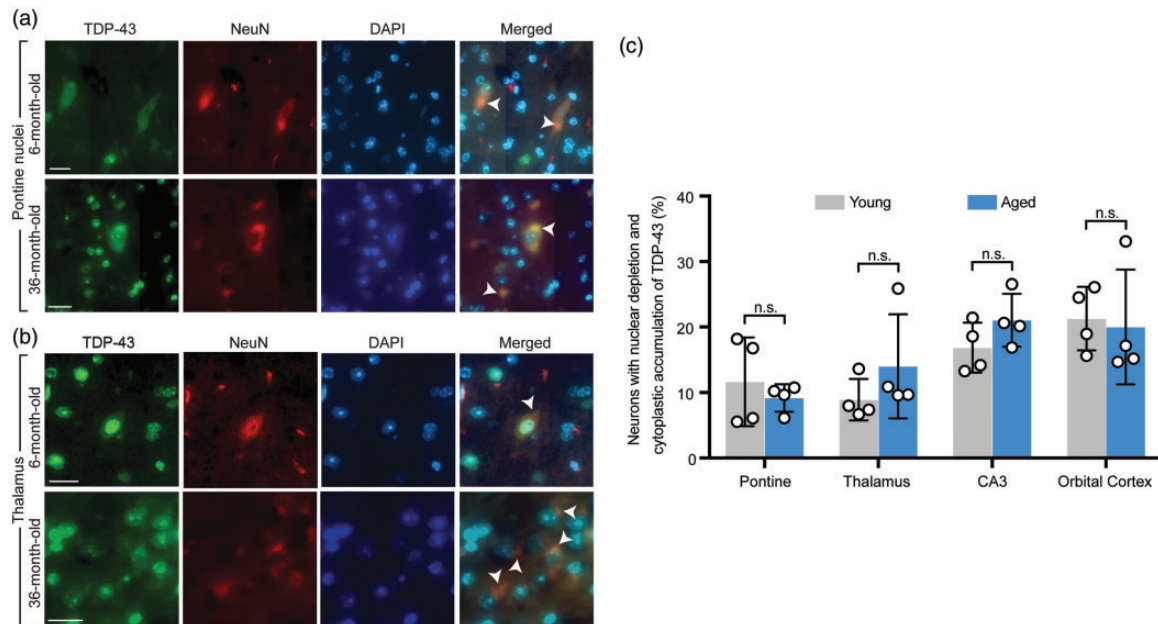 (a)
TDP-43 NeuN DAPI Merged
Pontine nuclei
6-month-old
36-month-old
(b)
TDP-43 NeuN DAPI Merged
Thalamus
6-month-old
36-month-old
(c)
Neurons with nuclear depletion and
cytoplastic accumulation of TDP-43 (%)
40
30
20
10
0
Young Aged
n.s. n.s. n.s. n.s.
Pontine Thalamus CA3 Orbital Cortex